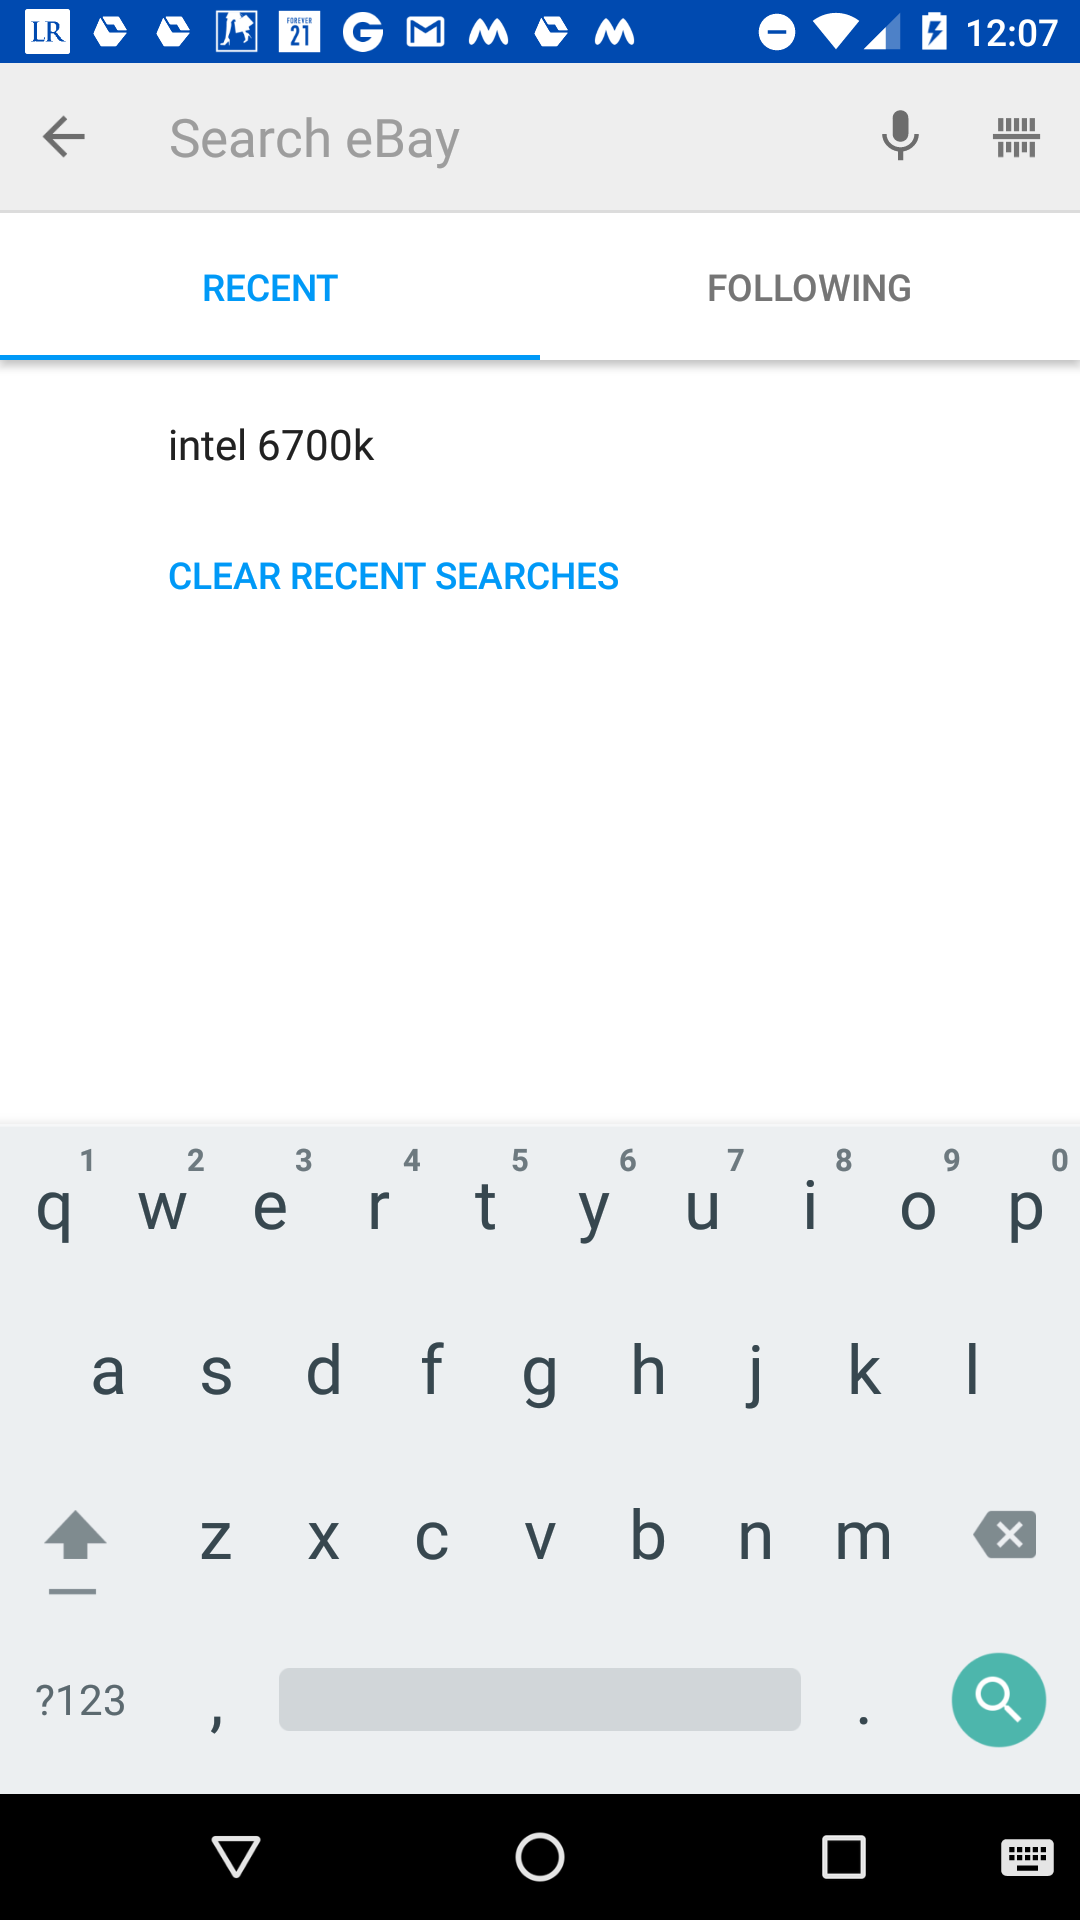 LR FOREVER 21 G M 12:07
Search eBay
RECENT FOLLOWING
intel 6700k
CLEAR RECENT SEARCHES
1 2 3 4 5 6 7 8 9 0
q w e r t y u i o p
a s d f g h j k l
z x c v b n m
?123 , .